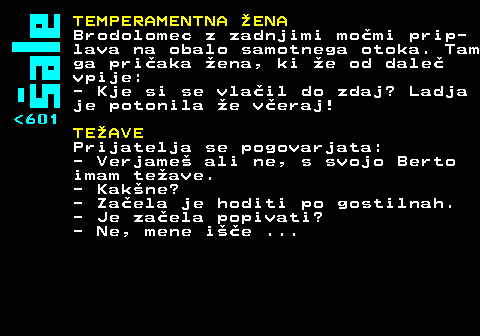 Šale
<601
TEMPERAMENTNA ŽENA
Brodolomec z zadnjimi močmi prip-
lava na obalo samotnega otoka. Tam
ga pričaka žena, ki že od daleč
vpije:
- Kje si se vlačil do zdaj? Ladja
je potonila že včeraj!
TEŽAVE
Prijatelja se pogovarjata:
- Verjameš ali ne, s svojo Berto
imam težave.
- Kakšne?
- Začela je hoditi po gostilnah.
- Je začela popivati?
- Ne, mene išče ...